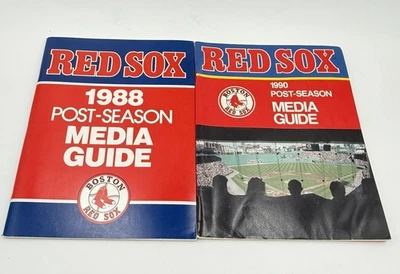 RED SOX
1988
POST-SEASON
MEDIA
GUIDE
BOSTON
RED SOX
RED SOX
1990
POST-SEASON
MEDIA
GUIDE
BOSTON
RED SOX